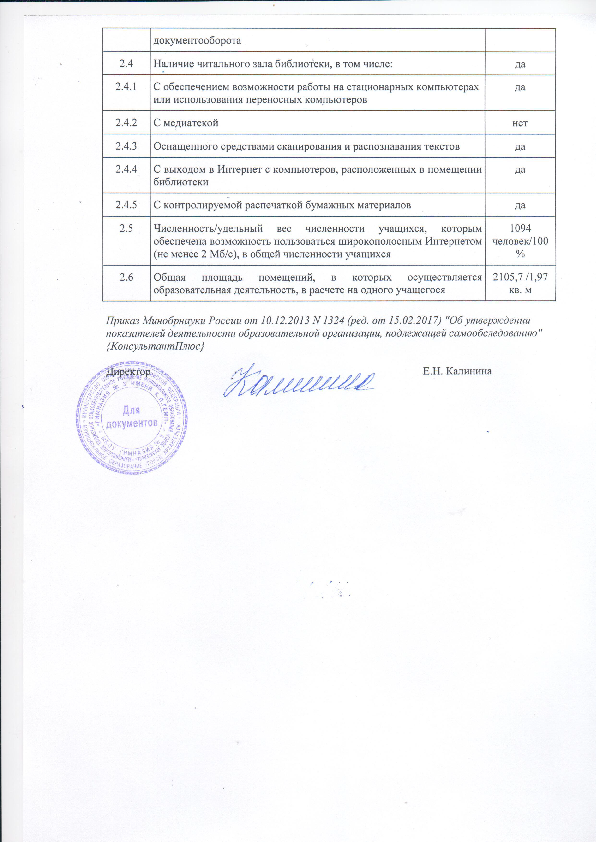 документооборота
2.4 Наличие читального зала библиотеки, в том числе: да
2.4.1 С обеспечением возможности работы на стационарных компьютерах да
или использования переносных компьютеров
2.4.2 С медиатекой нет
2.4.3 Оснащенного средствами сканирования и распознавания текстов да
2.4.4 С выходом в Интернет с компьютеров, расположенных в помещении да
библиотеки
2.4.5 С контролируемой распечаткой бумажных материалов да
2.5 Численность/удельный вес численности учащихся, которым 1094
обеспечена возможность пользоваться широкополосным Интернетом человек/100
(не менее 2 Мб/с), в общей численности учащихся %
2.6 Общая площадь помещений, в которых осуществляется 2105,7 /1,97
образовательная деятельность, в расчете на одного учащегося кв. м
Приказ Минобрнауки России от 10.12.2013 N 1324 (ред. от 15.02.2017) "Об утверждении
показателей деятельности образовательной организации, подлежащей самообследованию"
{КонсультантПлюс}
Директор Калинина Е.Н. Калинина
Для
документов